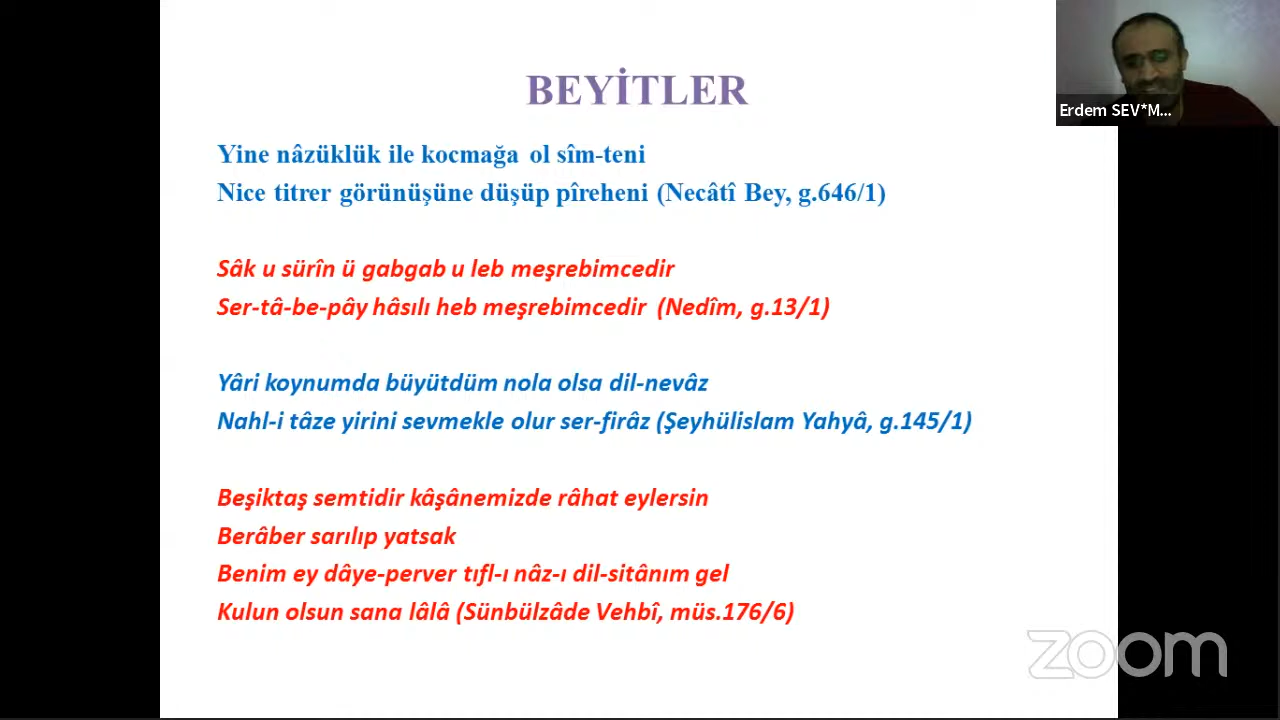 BEYİTLER
Yine nâzüklük ile kocmağa ol sîm-teni
Nice titrer görünüşüne düşüp pîreheni (Necâtî Bey, g.646/1)
Sâk u sürîn ü gabgab u leb meşrebimcedir
Ser-tâ-be-pây hâsılı heb meşrebimcedir (Nedîm, g.13/1)
Yâri koynumda büyütdüm nola olsa dil-nevâz
Nahl-i tâze yirini sevmekle olur ser-firâz (Şeyhülislam Yahyâ, g.145/1)
Beşiktaş semtidir kâşânemizde râhat eylersin
Berâber sarılıp yatsak
Benim ey dâye-perver tıfl-ı nâz-ı dil-sitânım gel
Kulun olsun sana lâlâ (Sünbülzâde Vehbî, müs.176/6)
Erdem SEV*M...
zoom